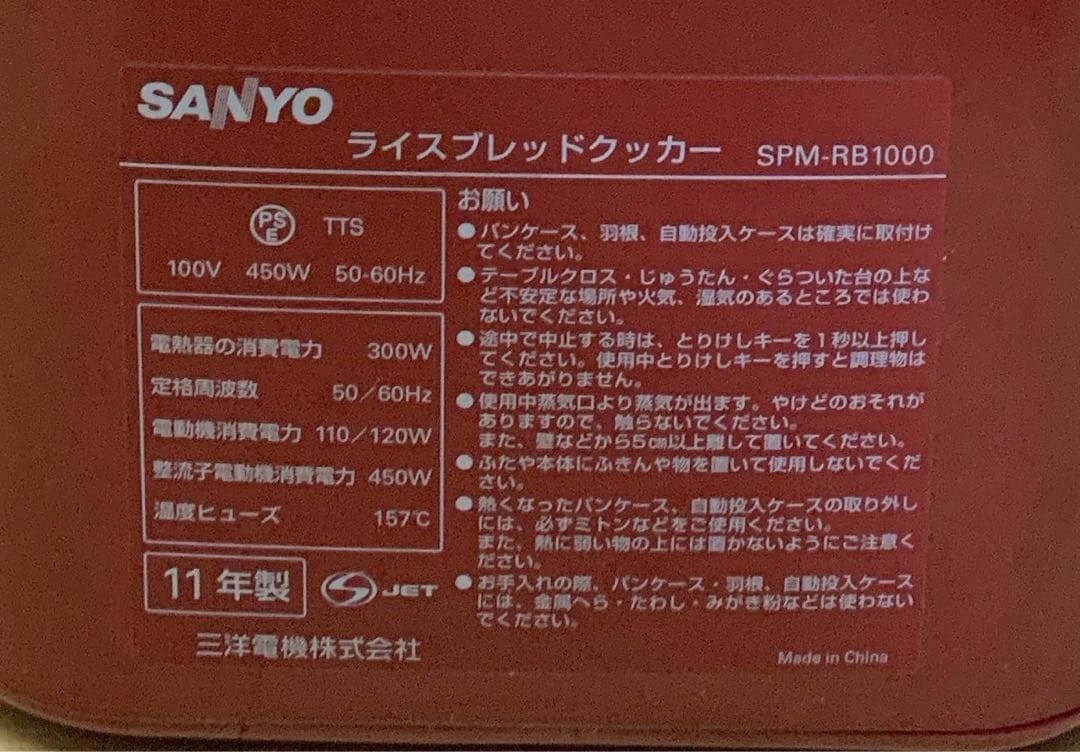 SANYO
ライスブレッドクッカー SPM-RB1000
PSE TTS
100V 450W 50-60Hz
電熱器の消費電力 300W
定格周波数 50/60Hz
電動機消費電力 110/120W
整流子電動機消費電力 450W
温度ヒューズ 157℃
11年製
S JET
三洋電機株式会社
お願い
●パンケース、羽根、自動投入ケースは確実に取付け
てください。
●テーブルクロス・じゅうたん・ぐらついた台の上な
ど不安定な場所や火気、湿気のあるところでは使わ
ないでください。
●途中で中止する時は、とりけしキーを1秒以上押し
てください。使用中とりけしキーを押すと調理物は
できあがりません。
●使用中蒸気口より蒸気が出ます。やけどのおそれが
ありますので、触らないでください。
また、壁などから5㎝以上離して置いてください。
●ふたや本体にふきんや物を置いて使用しないでくだ
さい。
●熱くなったパンケース、自動投入ケースの取り外し
には、必ずミトンなどをご使用ください。
また、熱に弱い物の上には置かないようにご注意く
ださい。
●お手入れの際、パンケース・羽根、自動投入ケース
には、金属へら・たわし・みがき粉などは使わない
でください。
Made in China